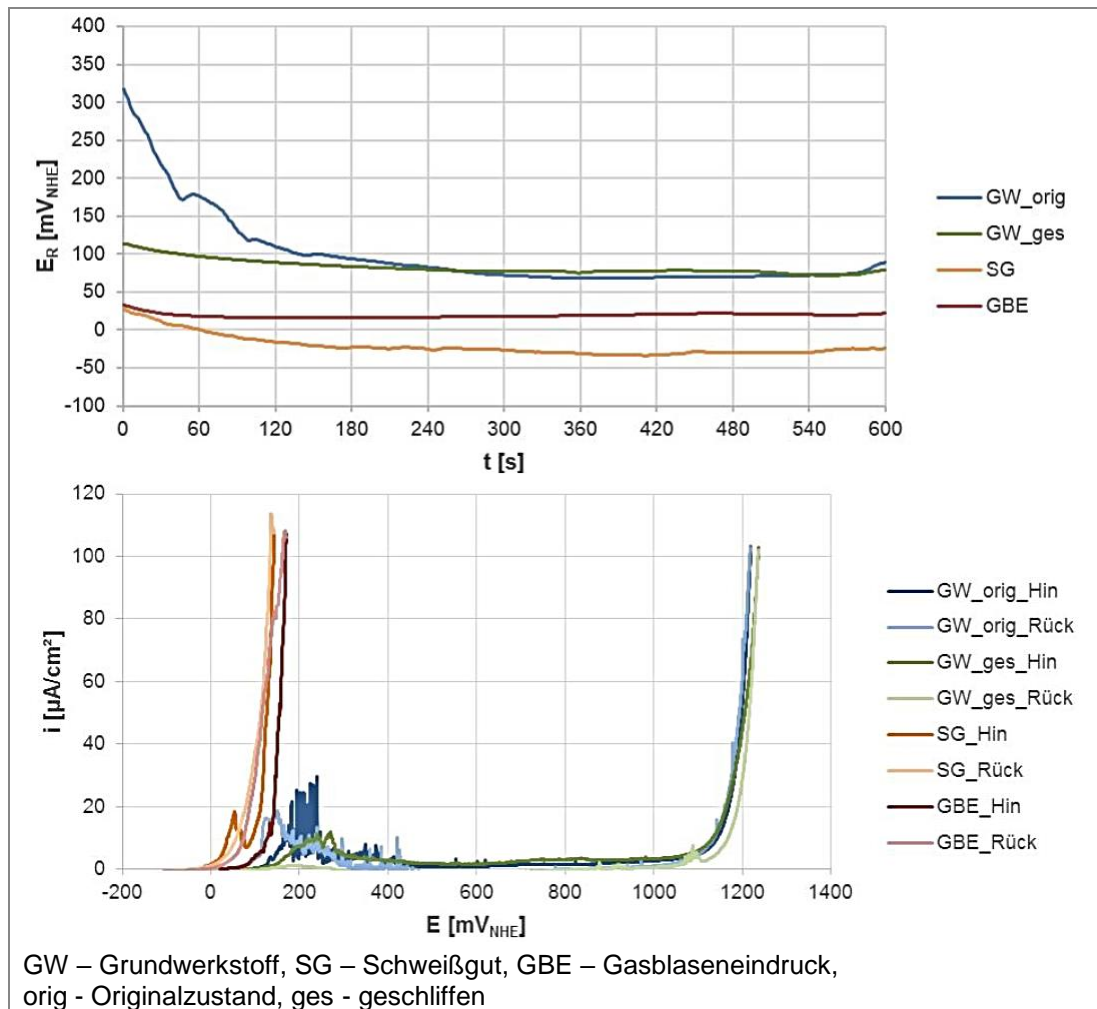 400
350
300
250
200
150
100
50
0
-50
-100
E_R [mV_NHE]
0 60 120 180 240 300 360 420 480 540 600
t [s]
GW_orig
GW_ges
SG
GBE
120
100
80
60
40
20
0
i [µA/cm²]
-200 0 200 400 600 800 1000 1200 1400
E [mV_NHE]
GW_orig_Hin
GW_orig_Rück
GW_ges_Hin
GW_ges_Rück
SG_Hin
SG_Rück
GBE_Hin
GBE_Rück
GW – Grundwerkstoff, SG – Schweißgut, GBE – Gasblaseneindruck,
orig - Originalzustand, ges - geschliffen